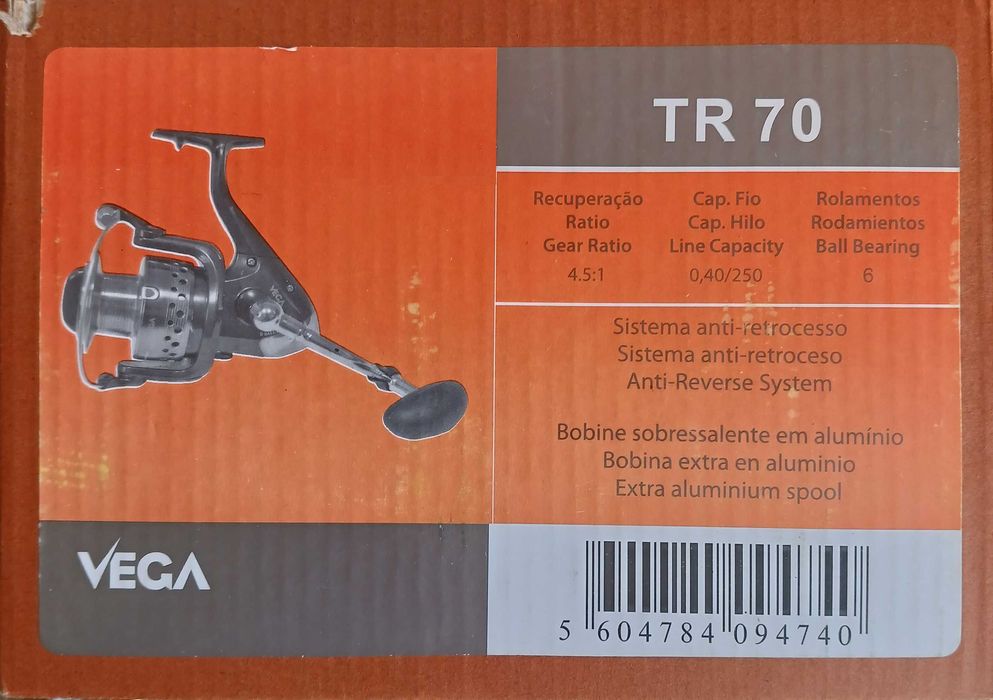 TR 70
Recuperação
Ratio
Gear Ratio
4.5:1
Cap. Fio
Cap. Hilo
Line Capacity
0,40/250
Rolamentos
Rodamientos
Ball Bearing
6
Sistema anti-retrocesso
Sistema anti-retroceso
Anti-Reverse System
Bobine sobressalente em alumínio
Bobina extra en aluminio
Extra aluminium spool
VEGA
VEGA
5 604784 094740